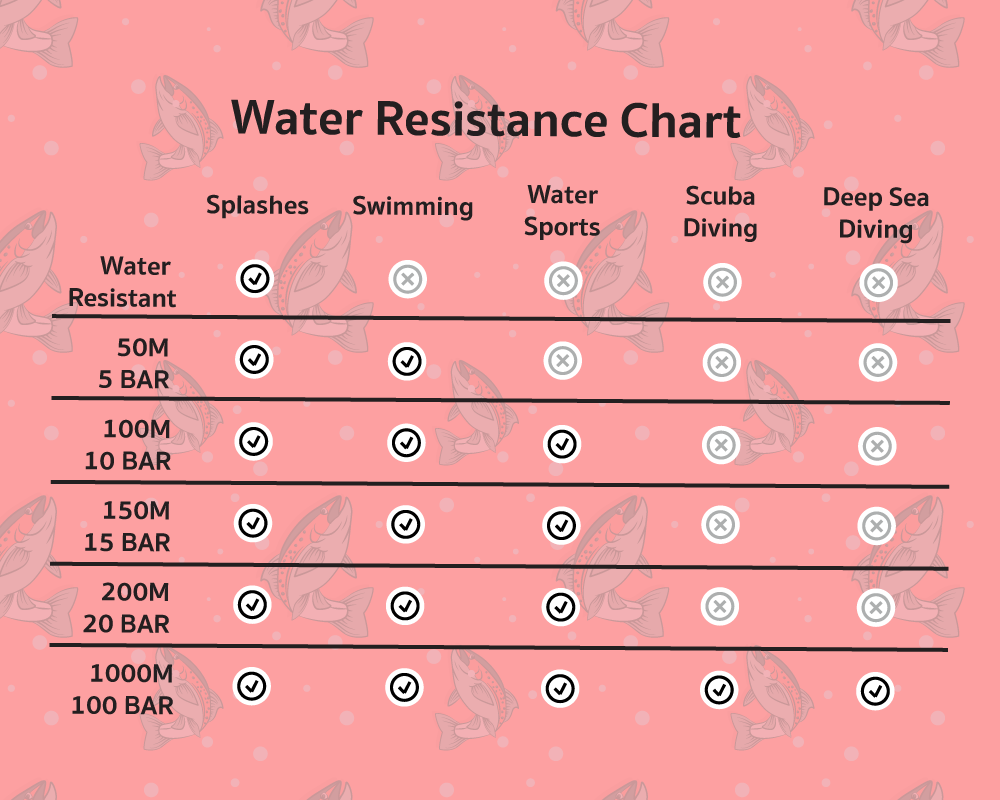 Water Resistance Chart
Splashes
Swimming
Water
Sports
Scuba
Diving
Deep Sea
Diving
Water
Resistant
50M
5 BAR
100M
10 BAR
150M
15 BAR
200M
20 BAR
1000M
100 BAR